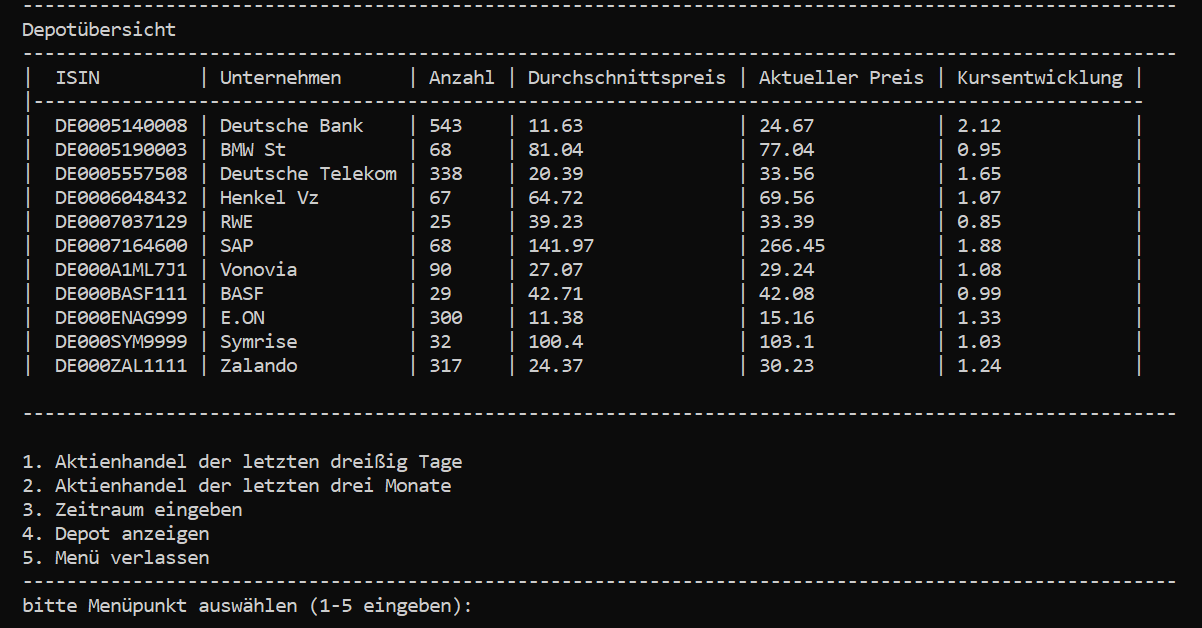 ---------------------------------------------------------------------------------------------------------
Depotübersicht
---------------------------------------------------------------------------------------------------------
|  ISIN         | Unternehmen      | Anzahl | Durchschnittspreis | Aktueller Preis | Kursentwicklung |
|-----------------------------------------------------------------------------------------------------
|  DE0005140008 | Deutsche Bank    | 543    | 11.63              | 24.67           | 2.12            |
|  DE0005190003 | BMW St           | 68     | 81.04              | 77.04           | 0.95            |
|  DE0005557508 | Deutsche Telekom | 338    | 20.39              | 33.56           | 1.65            |
|  DE0006048432 | Henkel Vz        | 67     | 64.72              | 69.56           | 1.07            |
|  DE0007037129 | RWE              | 25     | 39.23              | 33.39           | 0.85            |
|  DE0007164600 | SAP              | 68     | 141.97             | 266.45          | 1.88            |
|  DE000A1ML7J1 | Vonovia          | 90     | 27.07              | 29.24           | 1.08            |
|  DE000BASF111 | BASF             | 29     | 42.71              | 42.08           | 0.99            |
|  DE000ENAG999 | E.ON             | 300    | 11.38              | 15.16           | 1.33            |
|  DE000SYM9999 | Symrise          | 32     | 100.4              | 103.1           | 1.03            |
|  DE000ZAL1111 | Zalando          | 317    | 24.37              | 30.23           | 1.24            |
---------------------------------------------------------------------------------------------------------
1. Aktienhandel der letzten dreißig Tage
2. Aktienhandel der letzten drei Monate
3. Zeitraum eingeben
4. Depot anzeigen
5. Menü verlassen
---------------------------------------------------------------------------------------------------------
bitte Menüpunkt auswählen (1-5 eingeben):